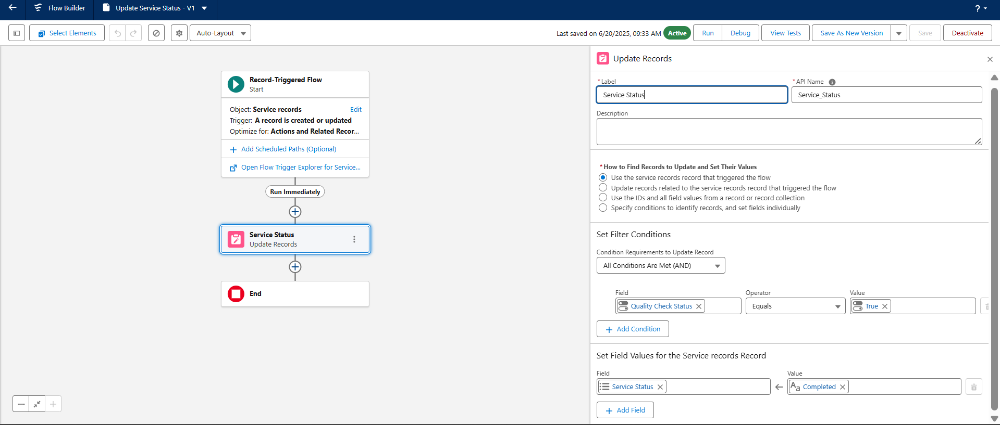 Flow Builder
Update Service Status - V1
?
Select Elements
Auto-Layout
Last saved on 6/20/2025, 09:33 AM
Active
Run
Debug
View Tests
Save As New Version
Save
Deactivate
Record-Triggered Flow
Start
Object: Service records
Edit
Trigger: A record is created or updated
Optimize for: Actions and Related Recor...
Add Scheduled Paths (Optional)
Open Flow Trigger Explorer for Service...
Run Immediately
Service Status
Update Records
End
Update Records
*Label
*API Name
Service Status
Service_Status
Description
*How to Find Records to Update and Set Their Values
Use the service records record that triggered the flow
Update records related to the service records record that triggered the flow
Use the IDs and all field values from a record or record collection
Specify conditions to identify records, and set fields individually
Set Filter Conditions
Condition Requirements to Update Record
All Conditions Are Met (AND)
Field
Operator
Value
Quality Check Status
Equals
True
Add Condition
Set Field Values for the Service records Record
Field
Value
Service Status
Aa Completed
Add Field